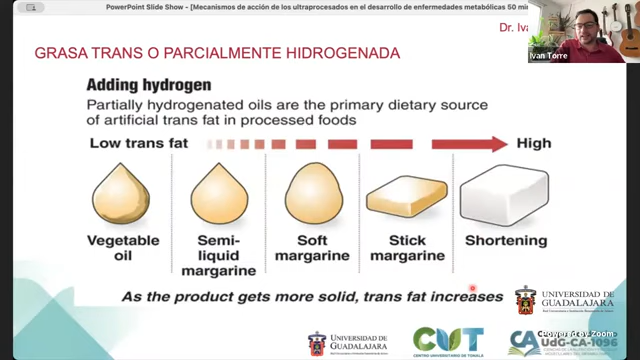 PowerPoint Slide Show - [Mecanismos de acción de los ultraprocesados en el desarrollo de enfermedades metabólicas 50 min
Dr. Iva
Ivan Torre
GRASA TRANS O PARCIALMENTE HIDROGENADA
Adding hydrogen
Partially hydrogenated oils are the primary dietary source
of artificial trans fat in processed foods
Low trans fat
High
Vegetable
oil
Semi-
liquid
margarine
Soft
margarine
Stick
margarine
Shortening
As the product gets more solid, trans fat increases
UNIVERSIDAD DE
GUADALAJARA
UNIVERSIDAD DE
GUADALAJARA
CUT
CENTRO UNIVERSITARIO DE TONALÁ
CA
UdG-CA-1096
Zoom